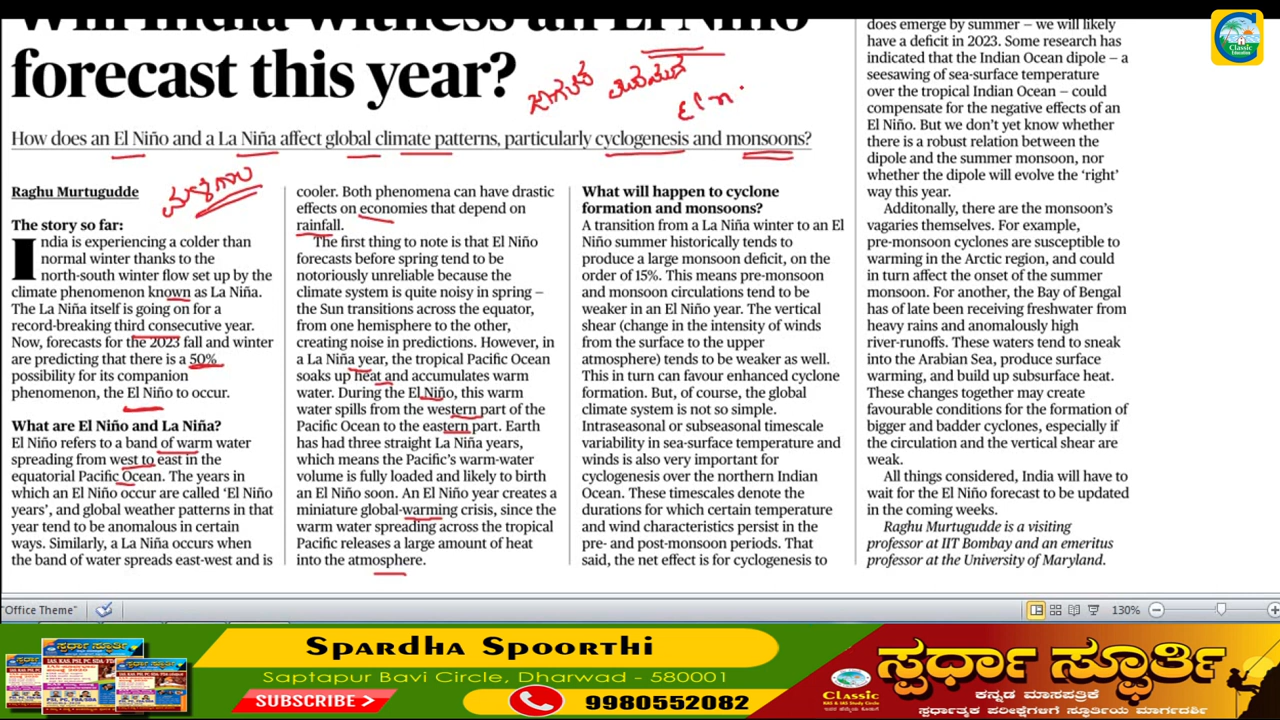 Will India witness an El Niño
forecast this year?
How does an El Niño and a La Niña affect global climate patterns, particularly cyclogenesis and monsoons?
Raghu Murtugudde
The story so far:
India is experiencing a colder than
normal winter thanks to the
north-south winter flow set up by the
climate phenomenon known as La Niña.
The La Niña itself is going on for a
record-breaking third consecutive year.
Now, forecasts for the 2023 fall and winter
are predicting that there is a 50%
possibility for its companion
phenomenon, the El Niño to occur.
What are El Niño and La Niña?
El Niño refers to a band of warm water
spreading from west to east in the
equatorial Pacific Ocean. The years in
which an El Niño occur are called ‘El Niño
years’, and global weather patterns in that
year tend to be anomalous in certain
ways. Similarly, a La Niña occurs when
the band of water spreads east-west and is
cooler. Both phenomena can have drastic
effects on economies that depend on
rainfall.
The first thing to note is that El Niño
forecasts before spring tend to be
notoriously unreliable because the
climate system is quite noisy in spring —
the Sun transitions across the equator,
from one hemisphere to the other,
creating noise in predictions. However, in
a La Niña year, the tropical Pacific Ocean
soaks up heat and accumulates warm
water. During the El Niño, this warm
water spills from the western part of the
Pacific Ocean to the eastern part. Earth
has had three straight La Niña years,
which means the Pacific’s warm-water
volume is fully loaded and likely to birth
an El Niño soon. An El Niño year creates a
miniature global-warming crisis, since the
warm water spreading across the tropical
Pacific releases a large amount of heat
into the atmosphere.
What will happen to cyclone
formation and monsoons?
A transition from a La Niña winter to an El
Niño summer historically tends to
produce a large monsoon deficit, on the
order of 15%. This means pre-monsoon
and monsoon circulations tend to be
weaker in an El Niño year. The vertical
shear (change in the intensity of winds
from the surface to the upper
atmosphere) tends to be weaker as well.
This in turn can favour enhanced cyclone
formation. But, of course, the global
climate system is not so simple.
Intraseasonal or subseasonal timescale
variability in sea-surface temperature and
winds is also very important for
cyclogenesis over the northern Indian
Ocean. These timescales denote the
durations for which certain temperature
and wind characteristics persist in the
pre- and post-monsoon periods. That
said, the net effect is for cyclogenesis to
does emerge by summer — we will likely
have a deficit in 2023. Some research has
indicated that the Indian Ocean dipole — a
seesawing of sea-surface temperature
over the tropical Indian Ocean — could
compensate for the negative effects of an
El Niño. But we don’t yet know whether
there is a robust relation between the
dipole and the summer monsoon, nor
whether the dipole will evolve the ‘right’
way this year.
Additonally, there are the monsoon’s
vagaries themselves. For example,
pre-monsoon cyclones are susceptible to
warming in the Arctic region, and could
in turn affect the onset of the summer
monsoon. For another, the Bay of Bengal
has of late been receiving freshwater from
heavy rains and anomalously high
river-runoffs. These waters tend to sneak
into the Arabian Sea, produce surface
warming, and build up subsurface heat.
These changes together may create
favourable conditions for the formation of
bigger and badder cyclones, especially if
the circulation and the vertical shear are
weak.
All things considered, India will have to
wait for the El Niño forecast to be updated
in the coming weeks.
Raghu Murtugudde is a visiting
professor at IIT Bombay and an emeritus
professor at the University of Maryland.
"Office Theme"
130%
Spardha Spoorthi
Saptapur Bavi Circle, Dharwad - 580001
SUBSCRIBE
9980552082
Classic
ಸ್ಪರ್ಧಾ ಸ್ಫೂರ್ತಿ
ಕನ್ನಡ ಮಾಸಪತ್ರಿಕೆ
ಸ್ಪರ್ಧಾತ್ಮಕ ಪರೀಕ್ಷೆಗಳಿಗೆ ಸ್ಫೂರ್ತಿಯ ಮಾರ್ಗದರ್ಶಿ